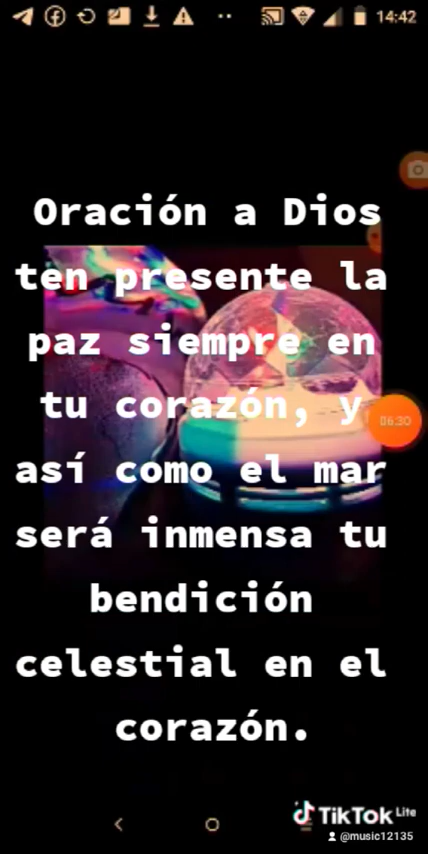 14:42
Oración a Dios
ten presente la
paz siempre en
tu corazón, y
06:30
así como el mar
será inmensa tu
bendición
celestial en el
corazón.
TikTok Lite
@music12135